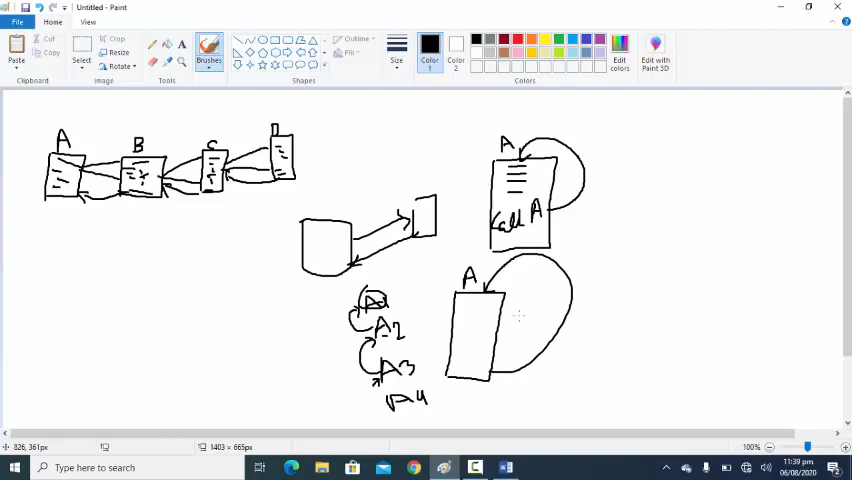 Untitled - Paint
File
Home
View
Paste
Cut
Copy
Clipboard
Select
Crop
Resize
Rotate
Image
Tools
Brushes
Shapes
Outline
Fill
Size
Color 1
Color 2
Edit colors
Edit with Paint 3D
Colors
A
B
C
D
A
Call A
A
A1
A2
A3
A4
826, 361px
1403 × 665px
100%
Type here to search
11:39 pm
06/08/2020
2